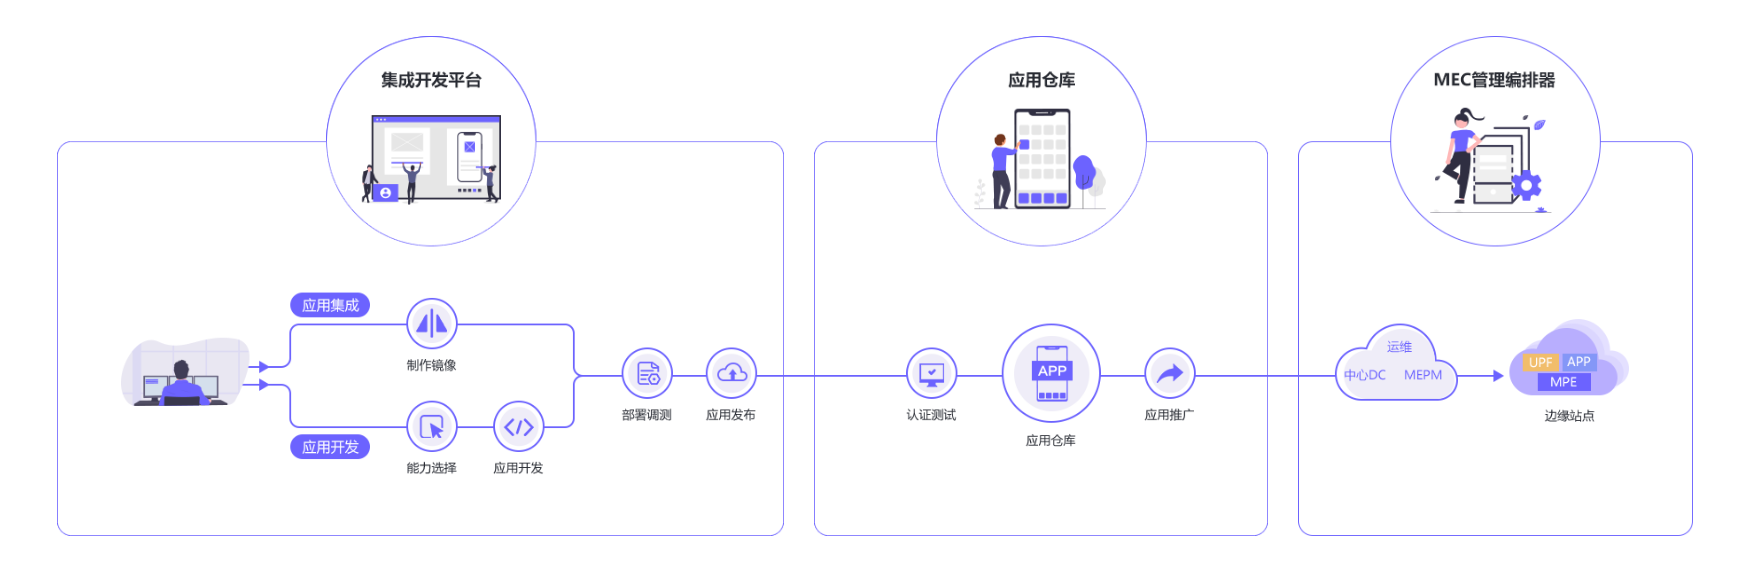 集成开发平台
应用仓库
MEC管理编排器
应用集成
制作镜像
应用开发
能力选择
应用开发
部署调测
应用发布
认证测试
APP
应用仓库
应用推广
运维
中心DC
MEPM
UPF
APP
MPE
边缘站点